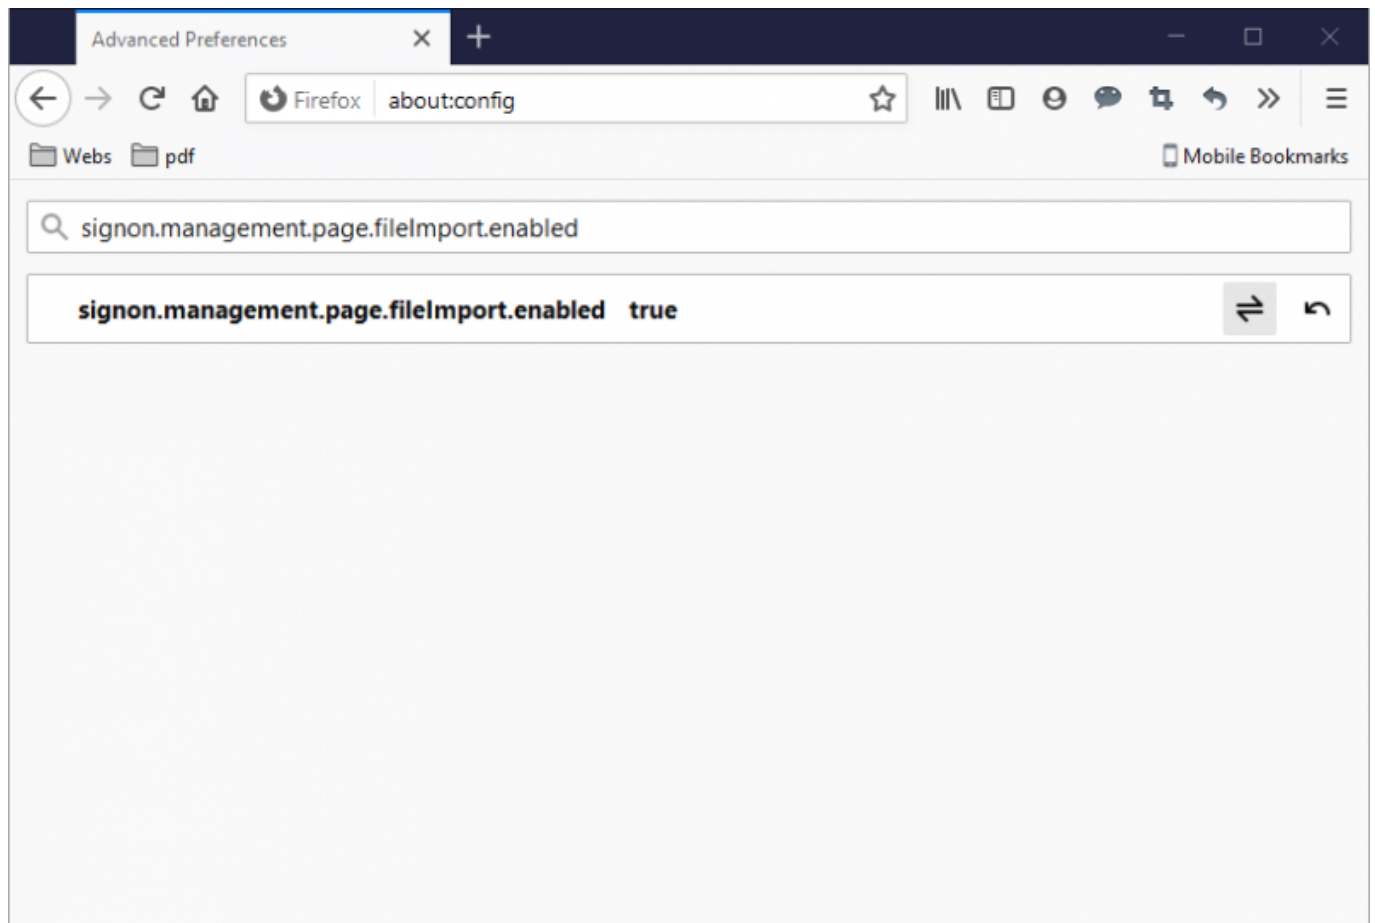 Advanced Preferences
Firefox about:config
Webs pdf Mobile Bookmarks
signon.management.page.fileImport.enabled
signon.management.page.fileImport.enabled true